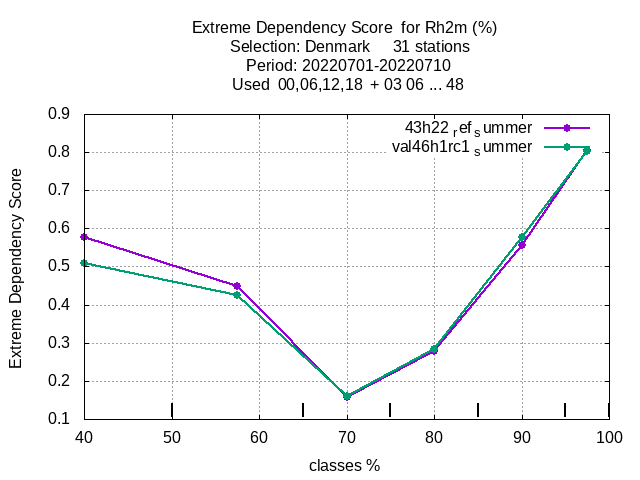 Extreme Dependency Score  for Rh2m (%)
Selection: Denmark     31 stations
Period: 20220701-20220710
Used  00,06,12,18  + 03 06 ... 48
43h22 ref summer
val46h1rc1 summer
0.9
0.8
0.7
0.6
0.5
0.4
0.3
0.2
0.1
Extreme Dependency Score
40 50 60 70 80 90 100
classes %